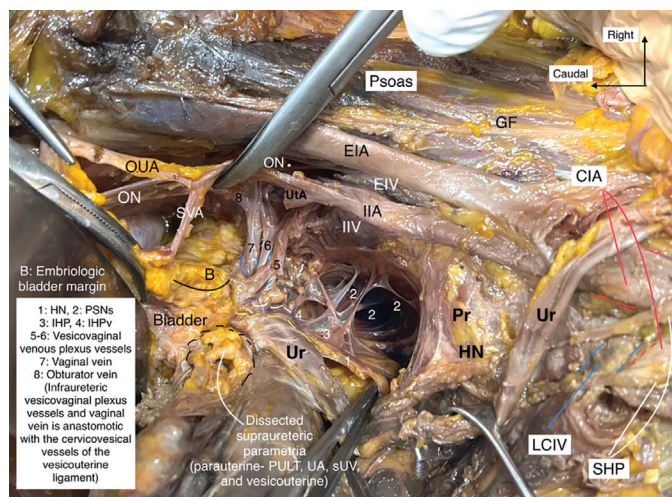 Right
Caudal
Psoas
GF
EIA
OUA
ON
CIA
EIV
ON
UtA
8
SVA
IIA
IIV
7
6
5
B: Embriologic
bladder margin
B
2
2
2
4
3
1
Bladder
Ur
Pr
HN
Ur
1: HN, 2: PSNs
3: IHP, 4: IHPv
5-6: Vesicovaginal
venous plexus vessels
7: Vaginal vein
8: Obturator vein
(Infraureteric
vesicovaginal plexus
vessels and vaginal
vein is anastomotic
with the cervicovesical
vessels of the
vesicouterine
ligament)
Dissected
supraureteric
parametria
(parauterine- PULT, UA, sUV,
and vesicouterine)
LCIV
SHP